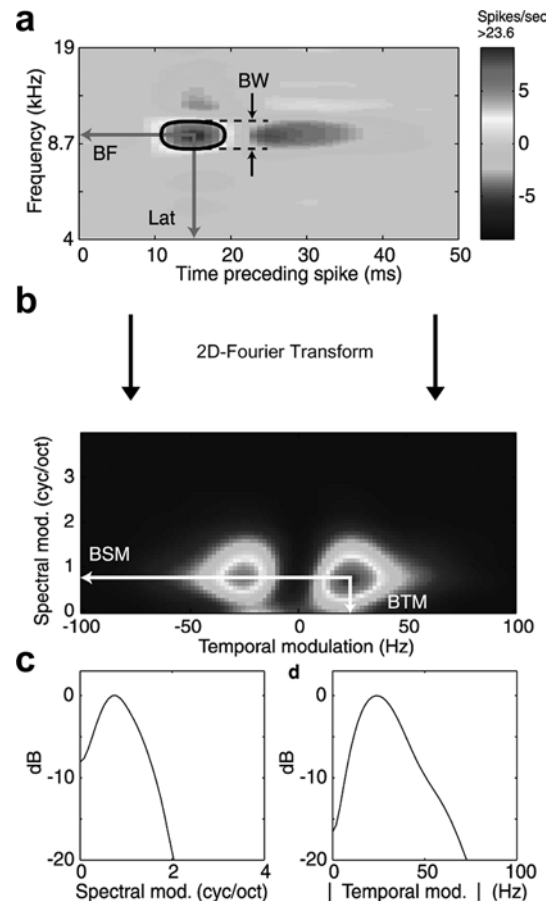 a
Spikes/sec
>23.6
19
BW
5
Frequency (kHz)
8.7
BF
0
Lat
-5
4
0 10 20 30 40 50
Time preceding spike (ms)
b
2D-Fourier Transform
Spectral mod. (cyc/oct)
3
2
1
BSM
BTM
0
-100 -50 0 50 100
Temporal modulation (Hz)
c
d
0
0
dB
-10
dB
-10
-20
-20
0 2 4
0 50 100
Spectral mod. (cyc/oct)
| Temporal mod. | (Hz)